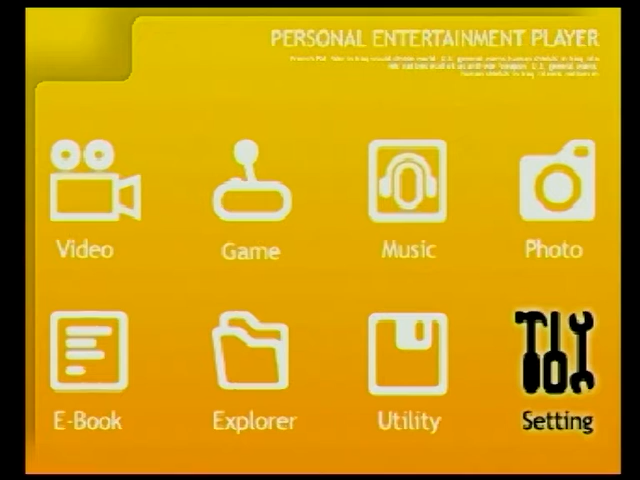 PERSONAL ENTERTAINMENT PLAYER
Video
Game
Music
Photo
E-Book
Explorer
Utility
Setting